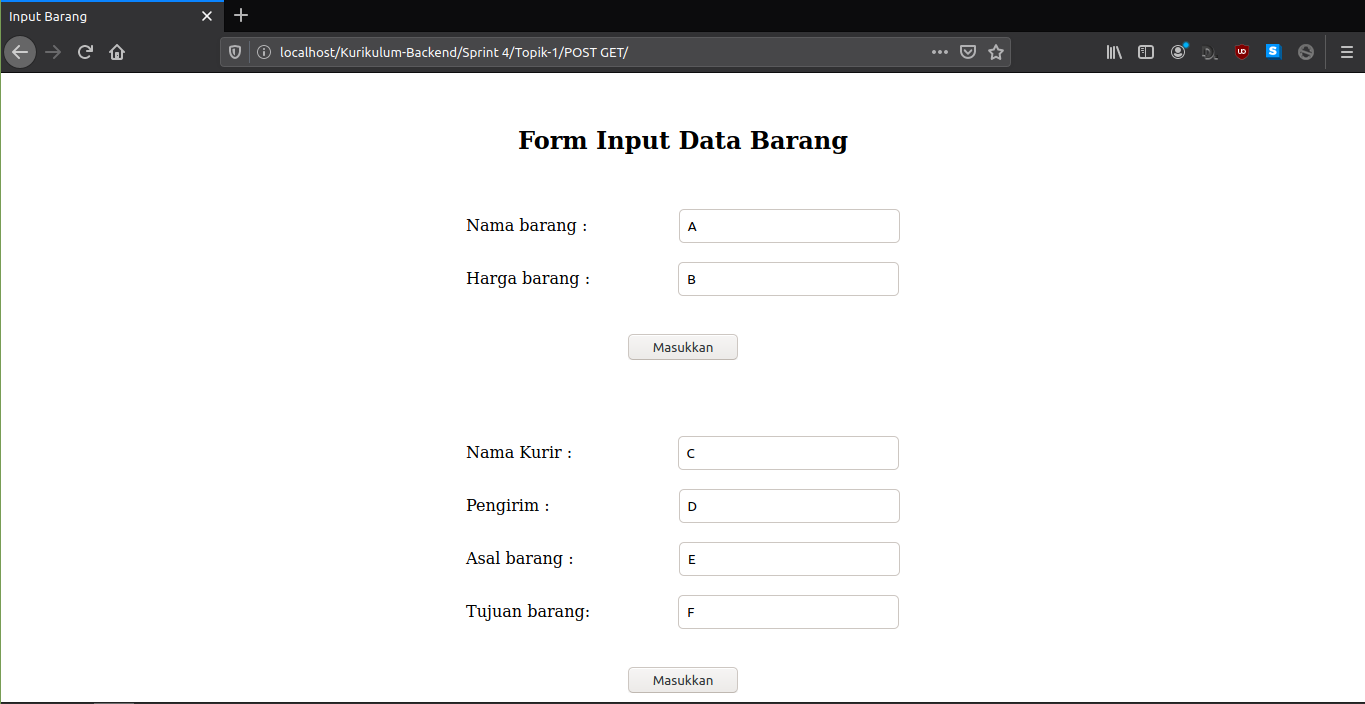 Input Barang
localhost/Kurikulum-Backend/Sprint 4/Topik-1/POST GET/
Form Input Data Barang
Nama barang : A
Harga barang : B
Masukkan
Nama Kurir : C
Pengirim : D
Asal barang : E
Tujuan barang: F
Masukkan